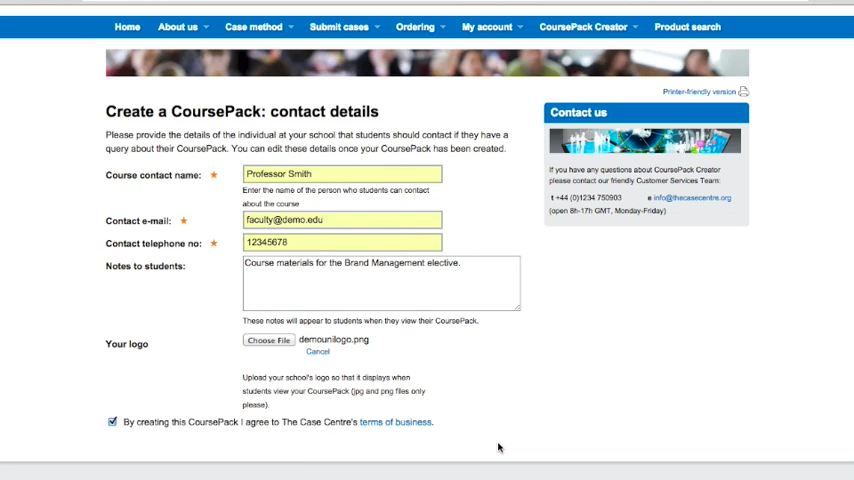 Home About us Case method Submit cases Ordering My account CoursePack Creator Product search
Printer-friendly version
Create a CoursePack: contact details
Please provide the details of the individual at your school that students should contact if they have a
query about their CoursePack. You can edit these details once your CoursePack has been created.
Course contact name: ★ Professor Smith
Enter the name of the person who students can contact
about the course
Contact e-mail: ★ faculty@demo.edu
Contact telephone no: ★ 12345678
Notes to students: Course materials for the Brand Management elective.
These notes will appear to students when they view their CoursePack.
Your logo Choose File demounilogo.png
Cancel
Upload your school's logo so that it displays when
students view your CoursePack (jpg and png files only
please).
By creating this CoursePack I agree to The Case Centre's terms of business.
Contact us
If you have any questions about CoursePack Creator
please contact our friendly Customer Services Team:
t +44 (0)1234 750903 e info@thecasecentre.org
(open 8h-17h GMT, Monday-Friday)